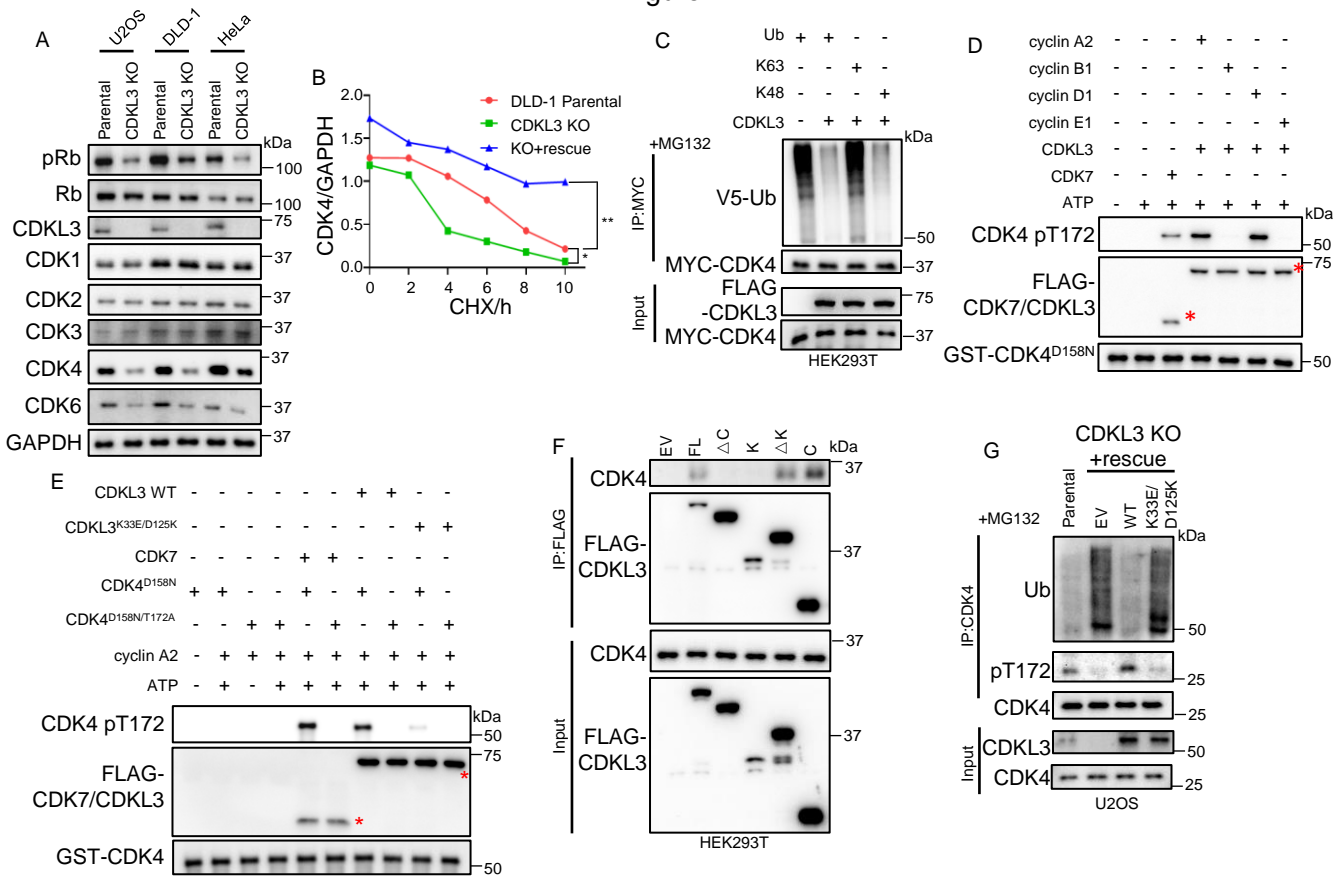 A
U2OS
DLD-1
HeLa
Parental
CDKL3 KO
Parental
CDKL3 KO
Parental
CDKL3 KO
kDa
pRb
100
Rb
100
CDKL3
75
CDK1
37
CDK2
37
CDK3
37
CDK4
37
CDK6
37
GAPDH
37
B
CDK4/GAPDH
2.0
1.5
1.0
0.5
0.0
0 2 4 6 8 10
CHX/h
DLD-1 Parental
CDKL3 KO
KO+rescue
**
*
C
Ub + + - -
K63 - - + -
K48 - - - +
CDKL3 - + + +
+MG132
kDa
IP:MYC
V5-Ub
50
MYC-CDK4
37
Input
FLAG
-CDKL3
75
MYC-CDK4
37
HEK293T
D
cyclin A2 - - - + - - -
cyclin B1 - - - - + - -
cyclin D1 - - - - - + -
cyclin E1 - - - - - - +
CDKL3 - - - + + + +
CDK7 - - + - - - -
ATP - + + + + + +
kDa
CDK4 pT172
50
75
FLAG-
CDK7/CDKL3
*
*
GST-CDK4D158N
50
E
CDKL3 WT - - - - - - + + - -
CDKL3K33E/D125K - - - - - - - - + +
CDK7 - - - - + + - - - -
CDK4D158N + + - - + - + - + -
CDK4D158N/T172A - - + + - + - + - +
cyclin A2 - + + + + + + + + +
ATP - + - + + + + + + +
kDa
CDK4 pT172
50
75
FLAG-
CDK7/CDKL3
*
*
GST-CDK4
50
F
EV
FL
△C
K
△K
C
kDa
IP:FLAG
CDK4
37
FLAG-
CDKL3
37
Input
CDK4
37
FLAG-
CDKL3
37
HEK293T
G
CDKL3 KO
+rescue
Parental
EV
WT
K33E/
D125K
+MG132
kDa
IP:CDK4
Ub
50
pT172
25
CDK4
25
Input
CDKL3
50
CDK4
25
U2OS